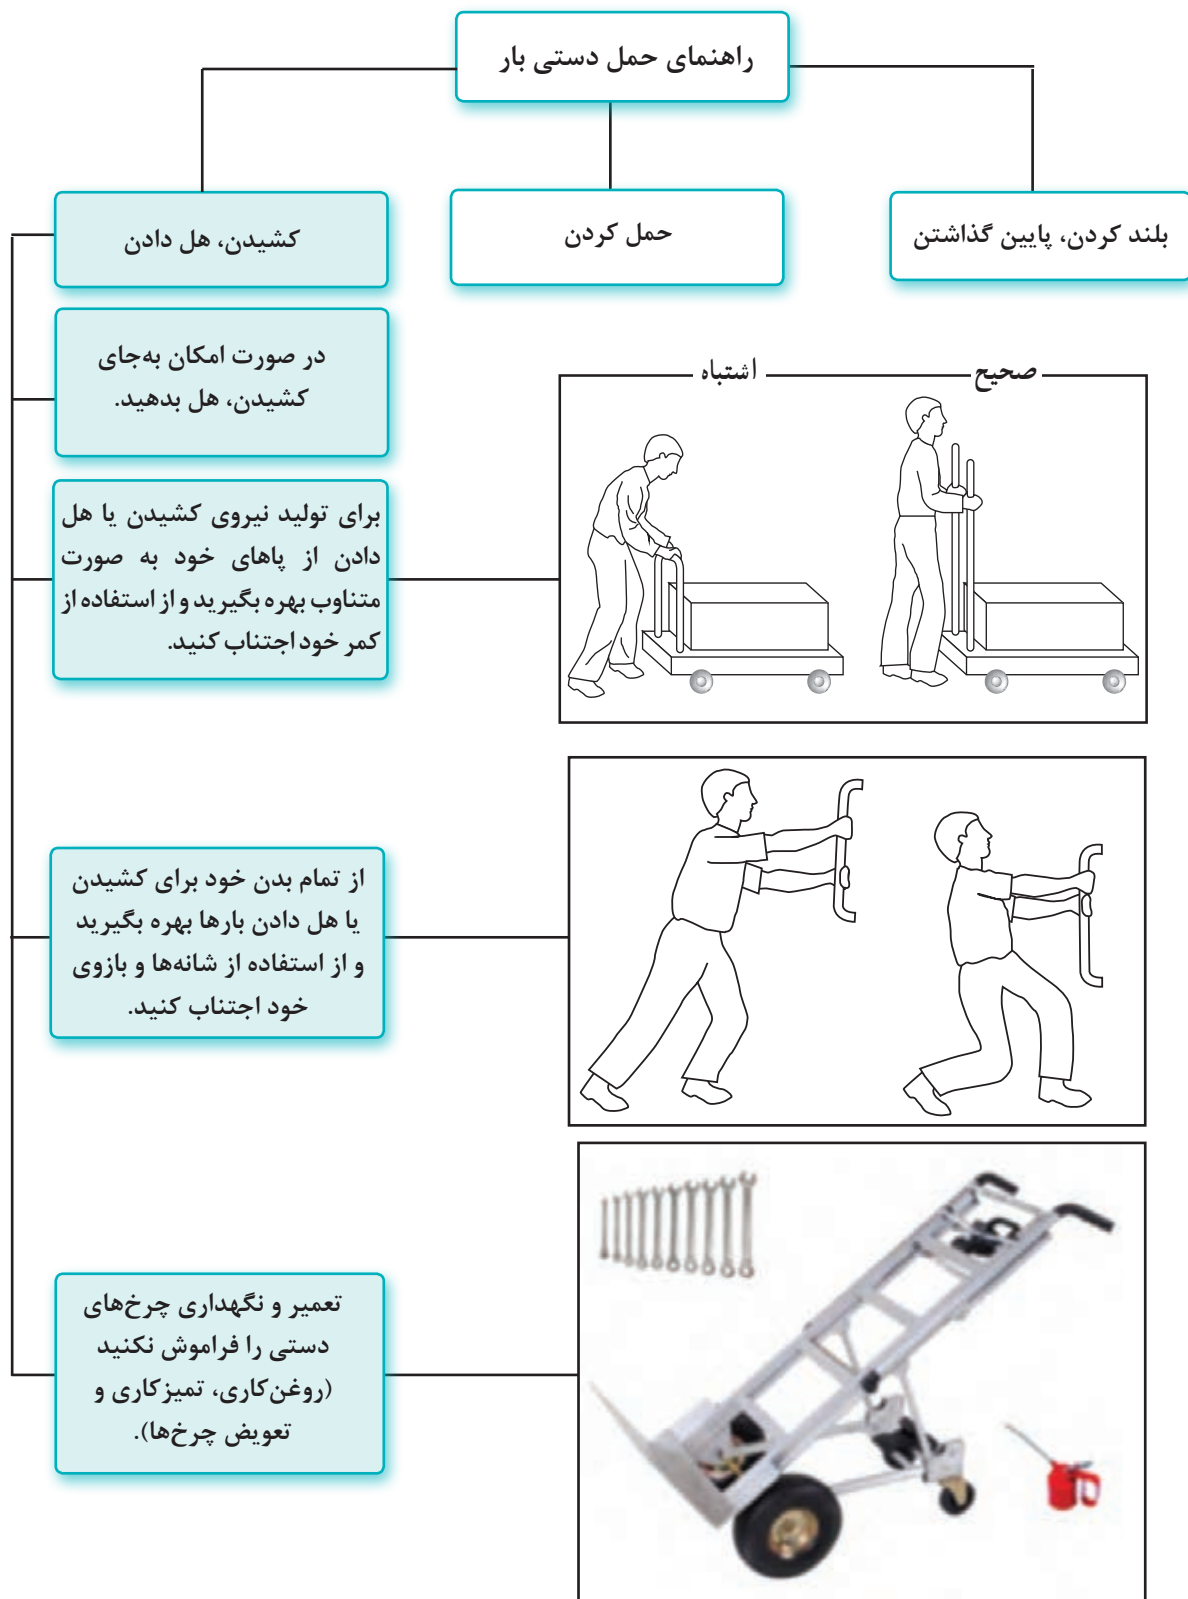 راهنمای حمل دستی بار
بلند کردن، پایین گذاشتن
حمل کردن
کشیدن، هل دادن
در صورت امکان به‌جای
کشیدن، هل بدهید.
صحیح
اشتباه
برای تولید نیروی کشیدن یا هل
دادن از پاهای خود به صورت
متناوب بهره بگیرید و از استفاده از
کمر خود اجتناب کنید.
از تمام بدن خود برای کشیدن
یا هل دادن بارها بهره بگیرید
و از استفاده از شانه‌ها و بازوی
خود اجتناب کنید.
تعمیر و نگهداری چرخ‌های
دستی را فراموش نکنید
(روغن‌کاری، تمیزکاری و
تعویض چرخ‌ها).